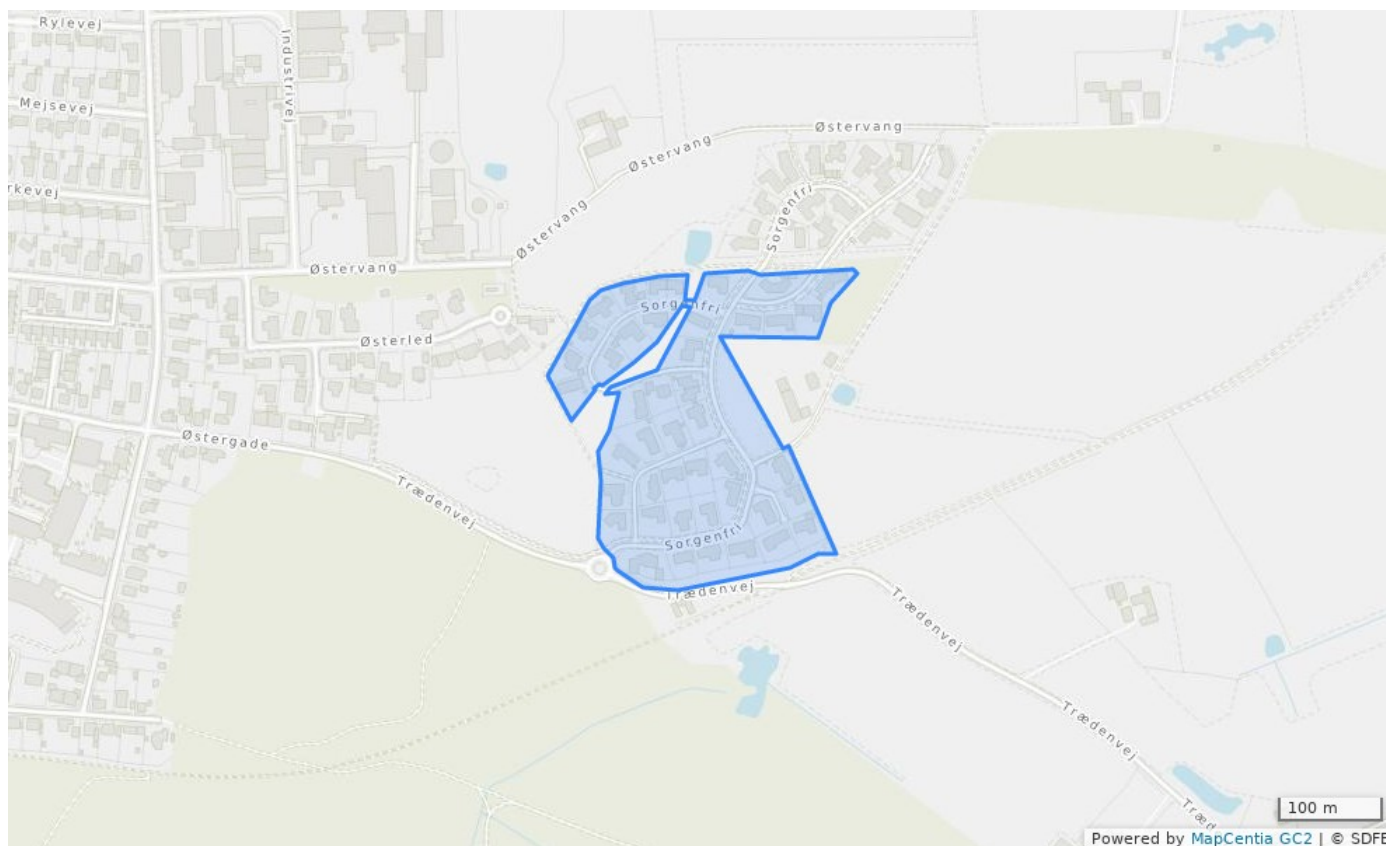 Rylevej
Industrivej
Mejsevej
rkevej
Østervang
Østervang
Østervang
Østervang
Sorgenfri
Sorgenfri
Østerled
Østergade
Trædenvej
Sorgenfri
Trædenvej
Trædenvej
Trædenvej
Træde
100 m
Powered by MapCentia GC2 | © SDFE